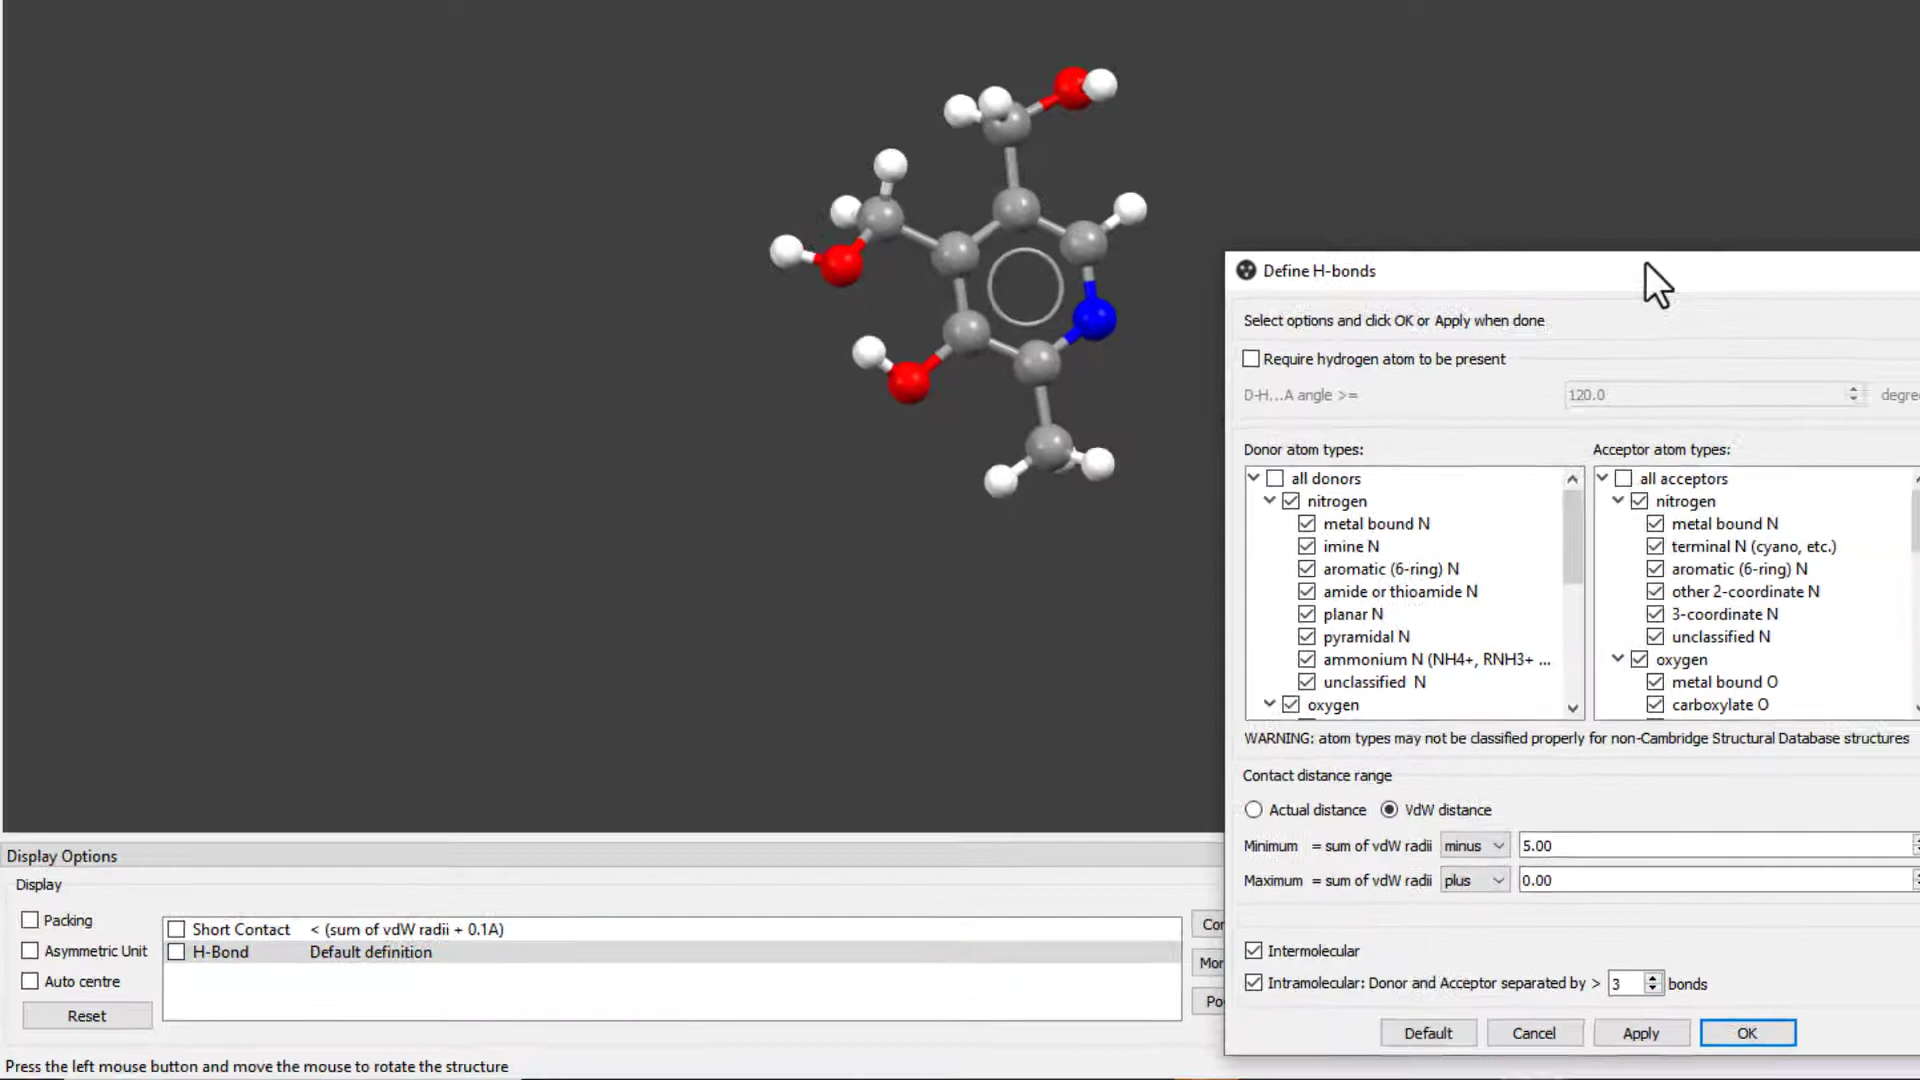 Define H-bonds
Select options and click OK or Apply when done
Require hydrogen atom to be present
D-H...A angle >= 120.0
Donor atom types: Acceptor atom types:
all donors all acceptors
nitrogen nitrogen
metal bound N metal bound N
imine N terminal N (cyano, etc.)
aromatic (6-ring) N aromatic (6-ring) N
amide or thioamide N other 2-coordinate N
planar N 3-coordinate N
pyramidal N unclassified N
ammonium N (NH4+, RNH3+ ... oxygen
unclassified N metal bound O
oxygen carboxylate O
WARNING: atom types may not be classified properly for non-Cambridge Structural Database structures
Contact distance range
Actual distance VdW distance
Minimum = sum of vdW radii minus 5.00
Maximum = sum of vdW radii plus 0.00
Intermolecular
Intramolecular: Donor and Acceptor separated by > 3 bonds
Default Cancel Apply OK
Display Options
Display
Packing
Asymmetric Unit
Auto centre
Reset
Short Contact < (sum of vdW radii + 0.1A)
H-Bond Default definition
Press the left mouse button and move the mouse to rotate the structure